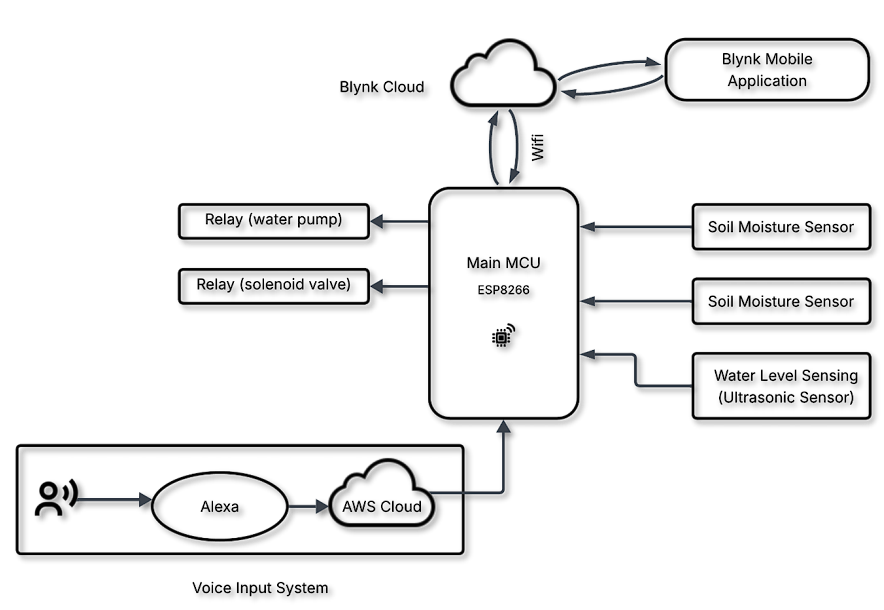 Blynk Mobile
Application
Blynk Cloud
Wifi
Relay (water pump)
Soil Moisture Sensor
Main MCU
ESP8266
Relay (solenoid valve)
Soil Moisture Sensor
Water Level Sensing
(Ultrasonic Sensor)
Alexa
AWS Cloud
Voice Input System